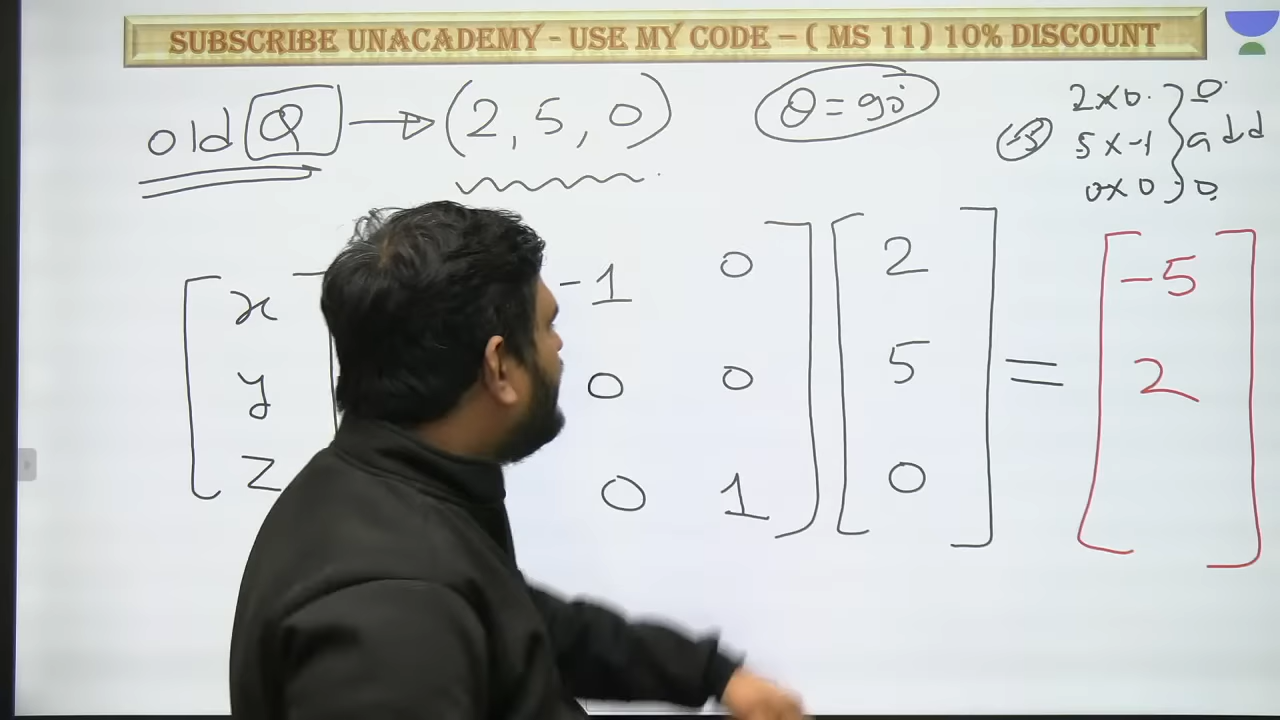 SUBSCRIBE UNACADEMY - USE MY CODE - ( MS 11) 10% DISCOUNT
old Q → (2, 5, 0)
θ = 90°
2 x 0. } 0.
-5 5 x -1 } add
0 x 0 } 0.
x -1 0 2 = -5
y 0 0 5 2
z 0 1 0